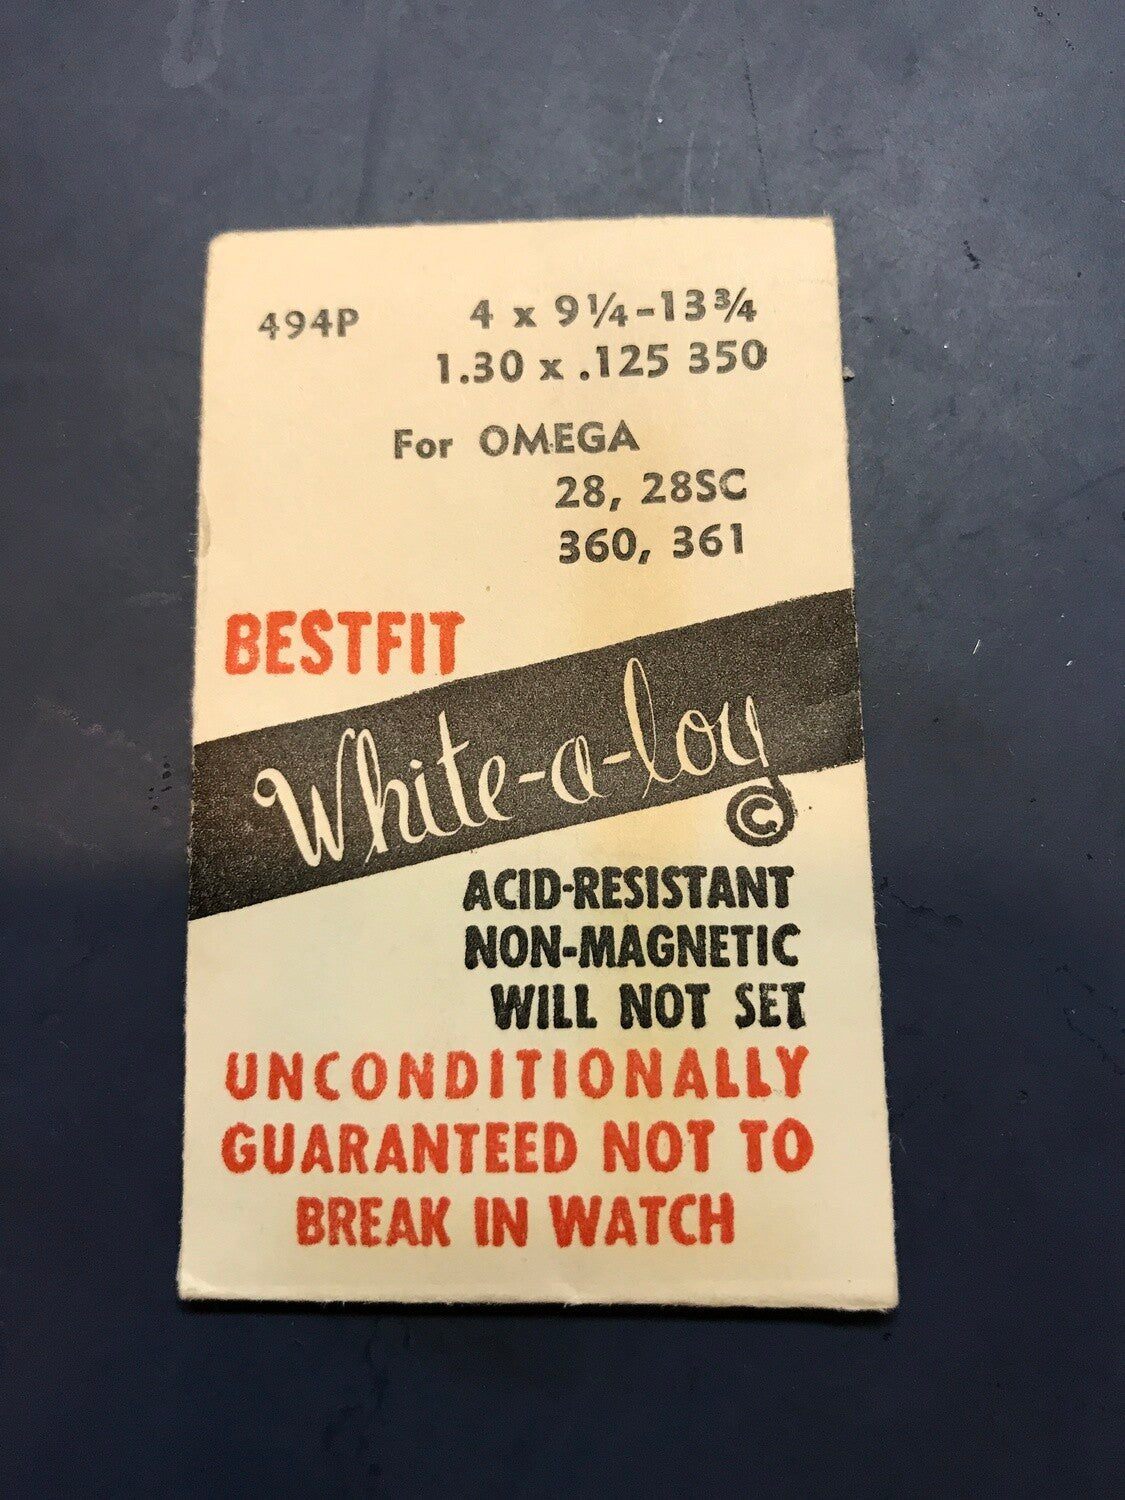 494P 4 x 9¼-13¾
1.30 x .125 350
For OMEGA
28, 28SC
360, 361
BESTFIT
White-a-loy
©
ACID-RESISTANT
NON-MAGNETIC
WILL NOT SET
UNCONDITIONALLY
GUARANTEED NOT TO
BREAK IN WATCH